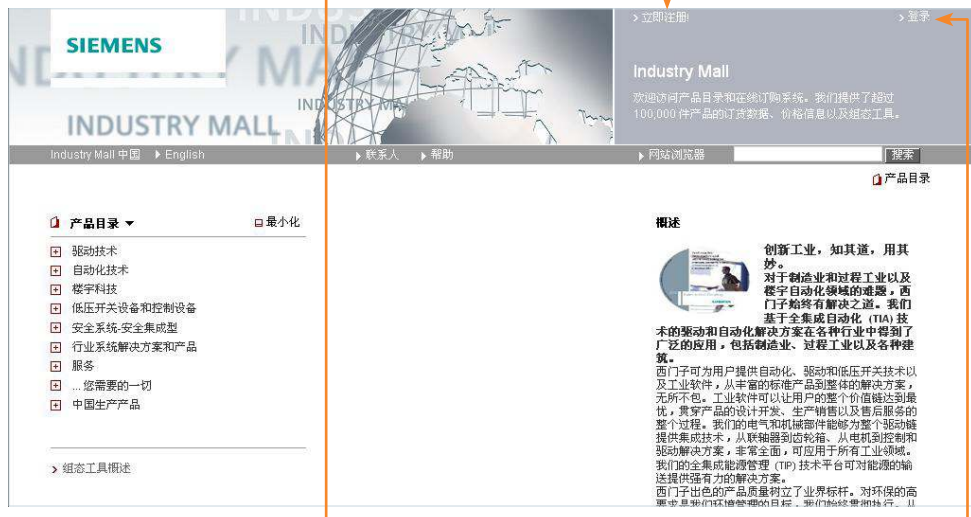 > 立即注册!
> 登录
SIEMENS
INDUSTRY MALL
Industry Mall
欢迎访问产品目录和在线订购系统。我们提供了超过
100,000 件产品的订货数据、价格信息以及组态工具。
Industry Mall 中国 English
联系人 帮助
网站浏览器 搜索
产品目录
产品目录
最小化
驱动技术
自动化技术
楼宇科技
低压开关设备和控制设备
安全系统-安全集成型
行业系统解决方案和产品
服务
... 您需要的一切
中国生产产品
> 组态工具概述
概述
创新工业，知其道，用其
妙。
对于制造业和过程工业以及
楼宇自动化领域的难题，西
门子始终有解决之道。我们
基于全集成自动化 (TIA) 技
术的驱动和自动化解决方案在各种行业中得到了
广泛的应用，包括制造业、过程工业以及各种建
筑。
西门子可为用户提供自动化、驱动和低压开关技术以
及工业软件，从丰富的标准产品到整体的解决方案，
无所不包。工业软件可以让用户的整个价值链达到最
优，贯穿产品的设计开发、生产销售以及售后服务的
整个过程。我们的电气和机械部件能够为整个驱动链
提供集成技术，从联轴器到齿轮箱、从电机到控制和
驱动解决方案，非常全面，可应用于所有工业领域。
我们的全集成能源管理 (TIP) 技术平台可对能源的输
送提供强有力的解决方案。
西门子出色的产品质量树立了业界标杆。对环保的高
要求是我们环境管理的目标，我们始终贯彻执行。从